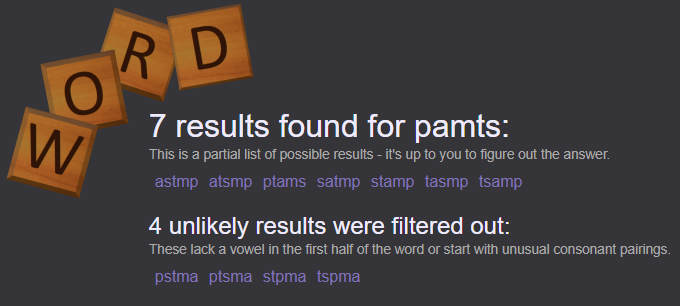 WORD
7 results found for pamts:
This is a partial list of possible results - it's up to you to figure out the answer.
astmp atsmp ptams satmp stamp tasmp tsamp
4 unlikely results were filtered out:
These lack a vowel in the first half of the word or start with unusual consonant pairings.
pstma ptsma stpma tspma